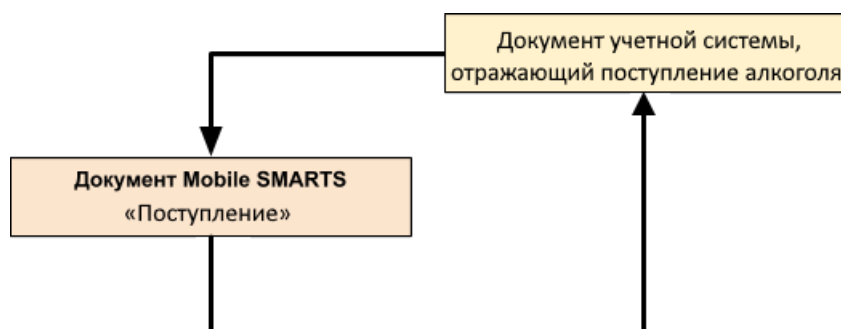 Документ учетной системы,
отражающий поступление алкоголя
Документ Mobile SMARTS
«Поступление»